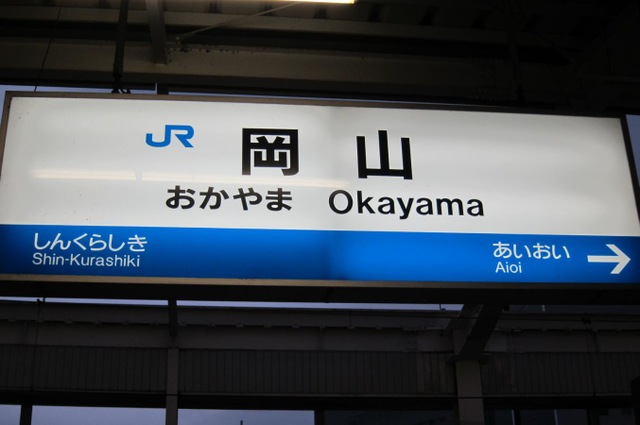 JR 岡山
おかやま Okayama
しんくらしき
Shin-Kurashiki
あいおい
Aioi